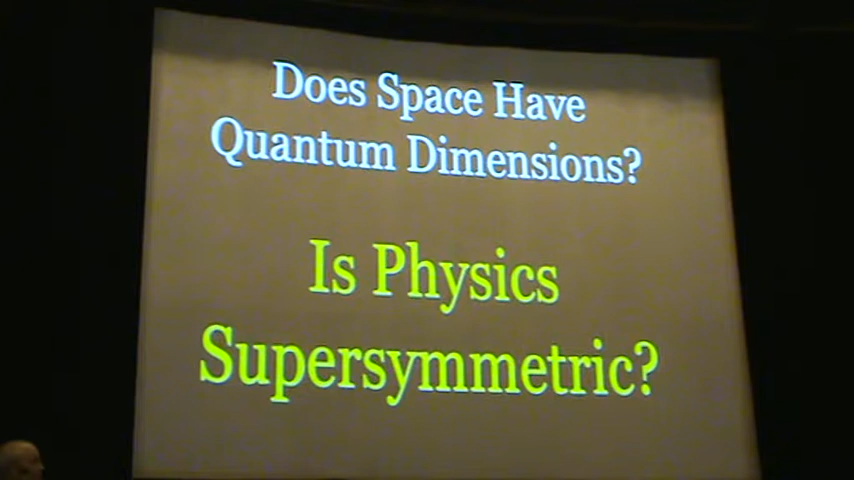 Does Space Have
Quantum Dimensions?
Is Physics
Supersymmetric?